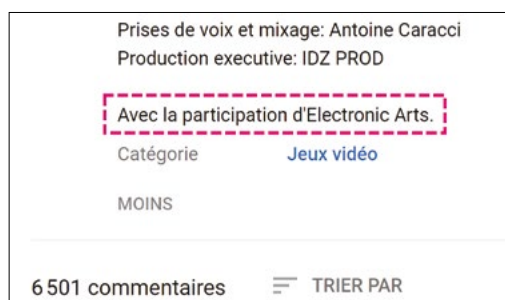 Prises de voix et mixage: Antoine Caracci
Production executive: IDZ PROD
Avec la participation d'Electronic Arts.
Catégorie Jeux vidéo
MOINS
6 501 commentaires TRIER PAR